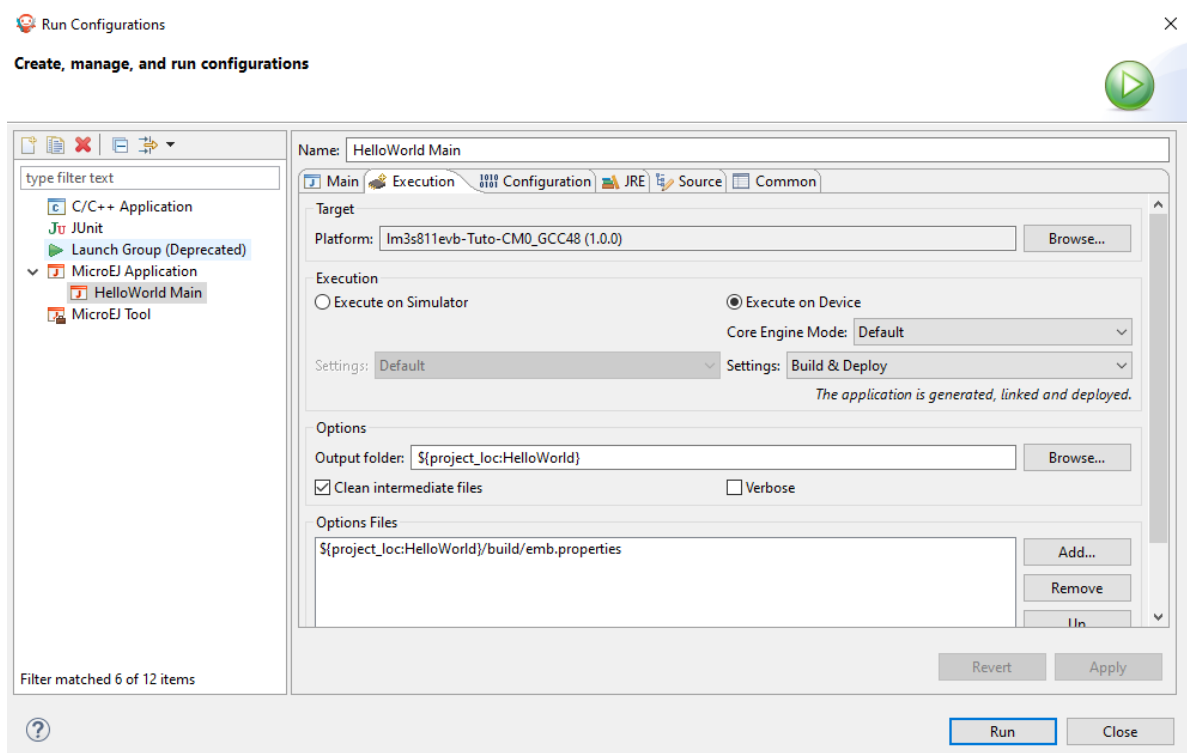 Run Configurations
Create, manage, and run configurations
type filter text
C/C++ Application
JUnit
Launch Group (Deprecated)
MicroEJ Application
HelloWorld Main
MicroEJ Tool
Filter matched 6 of 12 items
Name: HelloWorld Main
Main Execution Configuration JRE Source Common
Target
Platform: lm3s811evb-Tuto-CM0_GCC48 (1.0.0) Browse...
Execution
Execute on Simulator Execute on Device
Core Engine Mode: Default
Settings: Default Settings: Build & Deploy
The application is generated, linked and deployed.
Options
Output folder: ${project_loc:HelloWorld} Browse...
Clean intermediate files Verbose
Options Files
${project_loc:HelloWorld}/build/emb.properties
Add...
Remove
Up
Revert Apply
Run Close